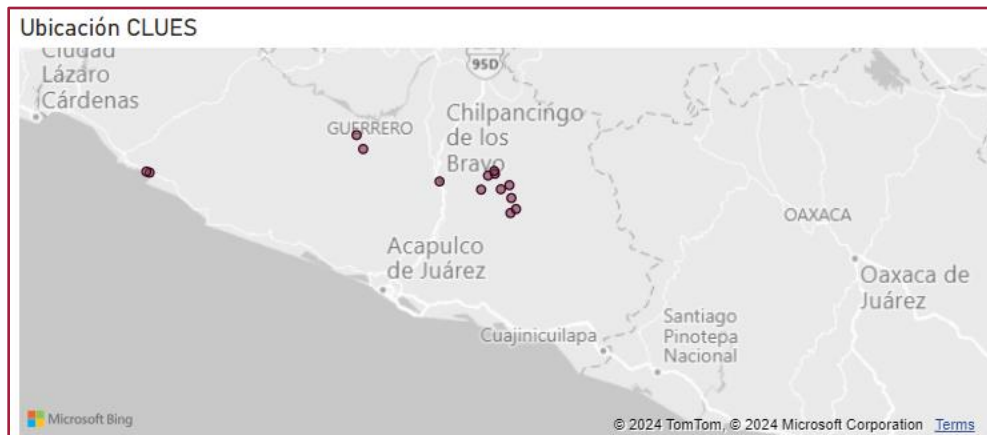 Ubicación CLUES
Ciudad
Lázaro
Cárdenas
95D
GUERRERO
Chilpancingo
de los
Bravo
OAXACA
Acapulco
de Juárez
Oaxaca de
Juárez
Cuajinicuilapa
Santiago
Pinotepa
Nacional
Microsoft Bing
© 2024 TomTom, © 2024 Microsoft Corporation Terms